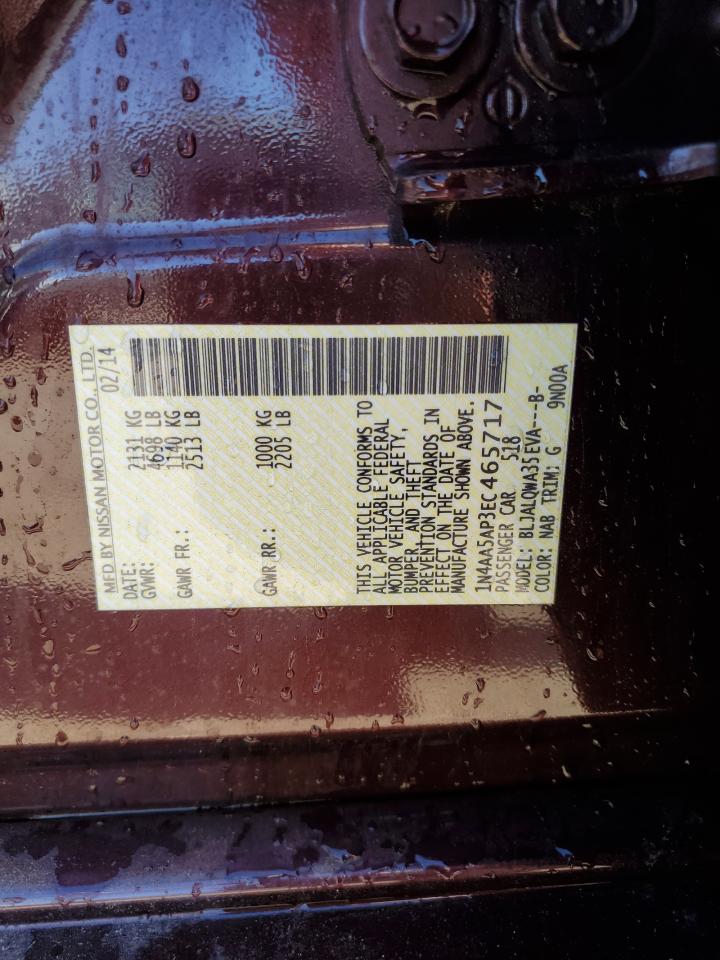 MFD BY NISSAN MOTOR CO., LTD.
DATE: 02/14
GVWR: 2131 KG
4698 LB
GAWR FR.: 1140 KG
2513 LB
GAWR RR.: 1000 KG
2205 LB
THIS VEHICLE CONFORMS TO
ALL APPLICABLE FEDERAL
MOTOR VEHICLE SAFETY,
BUMPER, AND THEFT
PREVENTION STANDARDS IN
EFFECT ON THE DATE OF
MANUFACTURE SHOWN ABOVE.
1N4AA5AP3EC465717
PASSENGER CAR 518
MODEL: BLJALQWA35EVA---B-
COLOR: NAB TRIM: G 9N00A